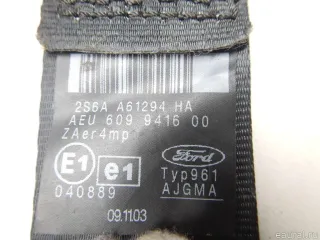 2S6A A61294 HA
AEU 609 9416 00
ZAer4mp
E1 e1 Ford
Typ961
040889 AJGMA
09.11.03